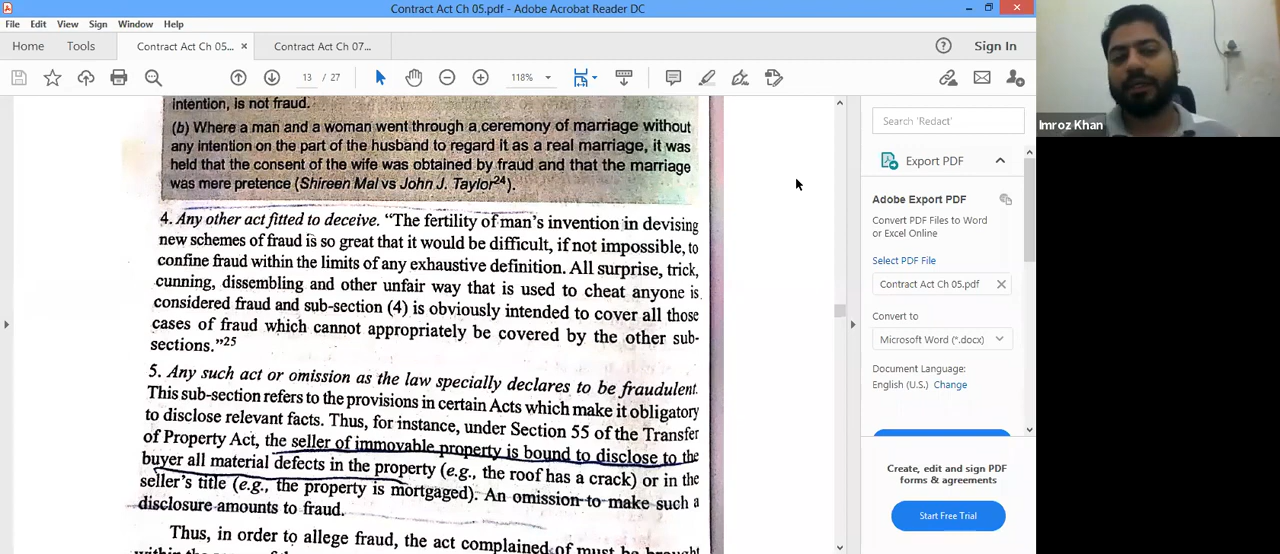 Contract Act Ch 05.pdf - Adobe Acrobat Reader DC
File Edit View Sign Window Help
Home Tools Contract Act Ch 05... × Contract Act Ch 07... Sign In
13 / 27 118%
intention, is not fraud.
(b) Where a man and a woman went through a ceremony of marriage without
any intention on the part of the husband to regard it as a real marriage, it was
held that the consent of the wife was obtained by fraud and that the marriage
was mere pretence (Shireen Mal vs John J. Taylor24).
4. Any other act fitted to deceive. “The fertility of man’s invention in devising
new schemes of fraud is so great that it would be difficult, if not impossible, to
confine fraud within the limits of any exhaustive definition. All surprise, trick,
cunning, dissembling and other unfair way that is used to cheat anyone is
considered fraud and sub-section (4) is obviously intended to cover all those
cases of fraud which cannot appropriately be covered by the other sub-
sections.”25
5. Any such act or omission as the law specially declares to be fraudulent.
This sub-section refers to the provisions in certain Acts which make it obligatory
to disclose relevant facts. Thus, for instance, under Section 55 of the Transfer
of Property Act, the seller of immovable property is bound to disclose to the
buyer all material defects in the property (e.g., the roof has a crack) or in the
seller’s title (e.g., the property is mortgaged). An omission to make such a
disclosure amounts to fraud.
Thus, in order to allege fraud, the act complained of must be brought
Search 'Redact'
Export PDF
Adobe Export PDF
Convert PDF Files to Word
or Excel Online
Select PDF File
Contract Act Ch 05.pdf
Convert to
Microsoft Word (*.docx)
Document Language:
English (U.S.) Change
Create, edit and sign PDF
forms & agreements
Start Free Trial
Imroz Khan